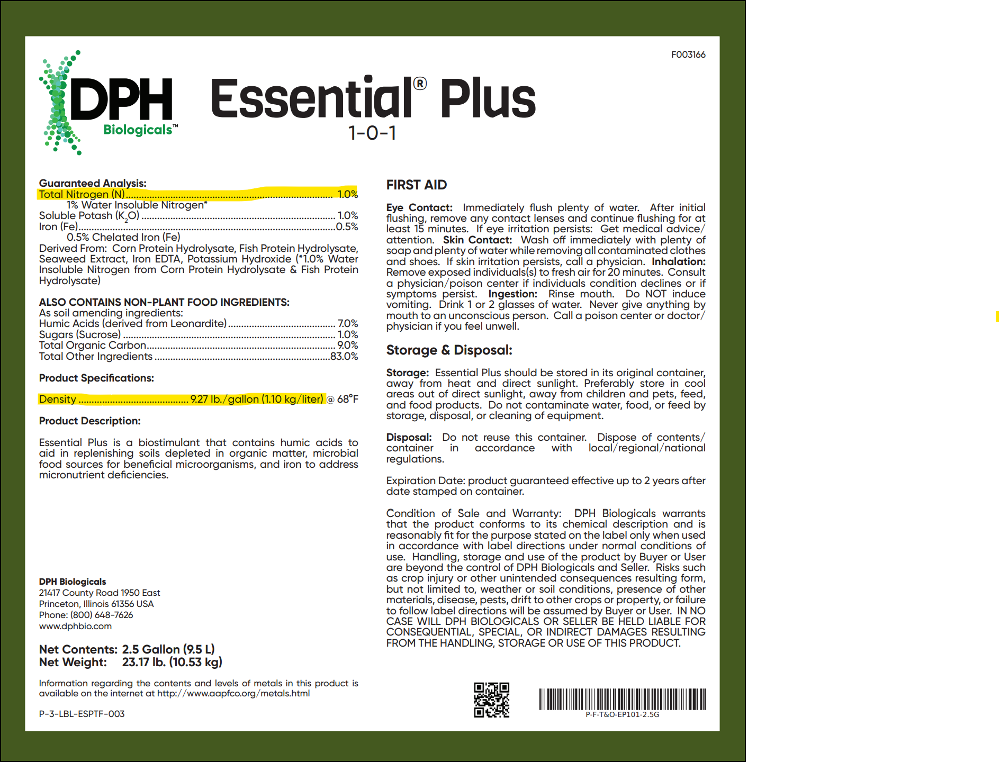 F003166
DPH
Biologicals™
Essential® Plus
1-0-1
Guaranteed Analysis:
Total Nitrogen (N)............................................................................... 1.0%
1% Water Insoluble Nitrogen*
Soluble Potash (K2O) .......................................................................... 1.0%
Iron (Fe)..................................................................................................0.5%
0.5% Chelated Iron (Fe)
Derived From: Corn Protein Hydrolysate, Fish Protein Hydrolysate,
Seaweed Extract, Iron EDTA, Potassium Hydroxide (*1.0% Water
Insoluble Nitrogen from Corn Protein Hydrolysate & Fish Protein
Hydrolysate)
ALSO CONTAINS NON-PLANT FOOD INGREDIENTS:
As soil amending ingredients:
Humic Acids (derived from Leonardite)......................................... 7.0%
Sugars (Sucrose) ................................................................................. 1.0%
Total Organic Carbon........................................................................ 9.0%
Total Other Ingredients ...................................................................83.0%
Product Specifications:
Density .......................................... 9.27 lb./gallon (1.10 kg/liter) @ 68°F
Product Description:
Essential Plus is a biostimulant that contains humic acids to
aid in replenishing soils depleted in organic matter, microbial
food sources for beneficial microorganisms, and iron to address
micronutrient deficiencies.
DPH Biologicals
21417 County Road 1950 East
Princeton, Illinois 61356 USA
Phone: (800) 648-7626
www.dphbio.com
Net Contents: 2.5 Gallon (9.5 L)
Net Weight: 23.17 lb. (10.53 kg)
Information regarding the contents and levels of metals in this product is
available on the internet at http://www.aapfco.org/metals.html
P-3-LBL-ESPTF-003
FIRST AID
Eye Contact: Immediately flush plenty of water. After initial
flushing, remove any contact lenses and continue flushing for at
least 15 minutes. If eye irritation persists: Get medical advice/
attention. Skin Contact: Wash off immediately with plenty of
soap and plenty of water while removing all contaminated clothes
and shoes. If skin irritation persists, call a physician. Inhalation:
Remove exposed individuals(s) to fresh air for 20 minutes. Consult
a physician/poison center if individuals condition declines or if
symptoms persist. Ingestion: Rinse mouth. Do NOT induce
vomiting. Drink 1 or 2 glasses of water. Never give anything by
mouth to an unconscious person. Call a poison center or doctor/
physician if you feel unwell.
Storage & Disposal:
Storage: Essential Plus should be stored in its original container,
away from heat and direct sunlight. Preferably store in cool
areas out of direct sunlight, away from children and pets, feed,
and food products. Do not contaminate water, food, or feed by
storage, disposal, or cleaning of equipment.
Disposal: Do not reuse this container. Dispose of contents/
container in accordance with local/regional/national
regulations.
Expiration Date: product guaranteed effective up to 2 years after
date stamped on container.
Condition of Sale and Warranty: DPH Biologicals warrants
that the product conforms to its chemical description and is
reasonably fit for the purpose stated on the label only when used
in accordance with label directions under normal conditions of
use. Handling, storage and use of the product by Buyer or User
are beyond the control of DPH Biologicals and Seller. Risks such
as crop injury or other unintended consequences resulting form,
but not limited to, weather or soil conditions, presence of other
materials, disease, pests, drift to other crops or property, or failure
to follow label directions will be assumed by Buyer or User. IN NO
CASE WILL DPH BIOLOGICALS OR SELLER BE HELD LIABLE FOR
CONSEQUENTIAL, SPECIAL, OR INDIRECT DAMAGES RESULTING
FROM THE HANDLING, STORAGE OR USE OF THIS PRODUCT.
P-F-T&O-EP101-2.5G